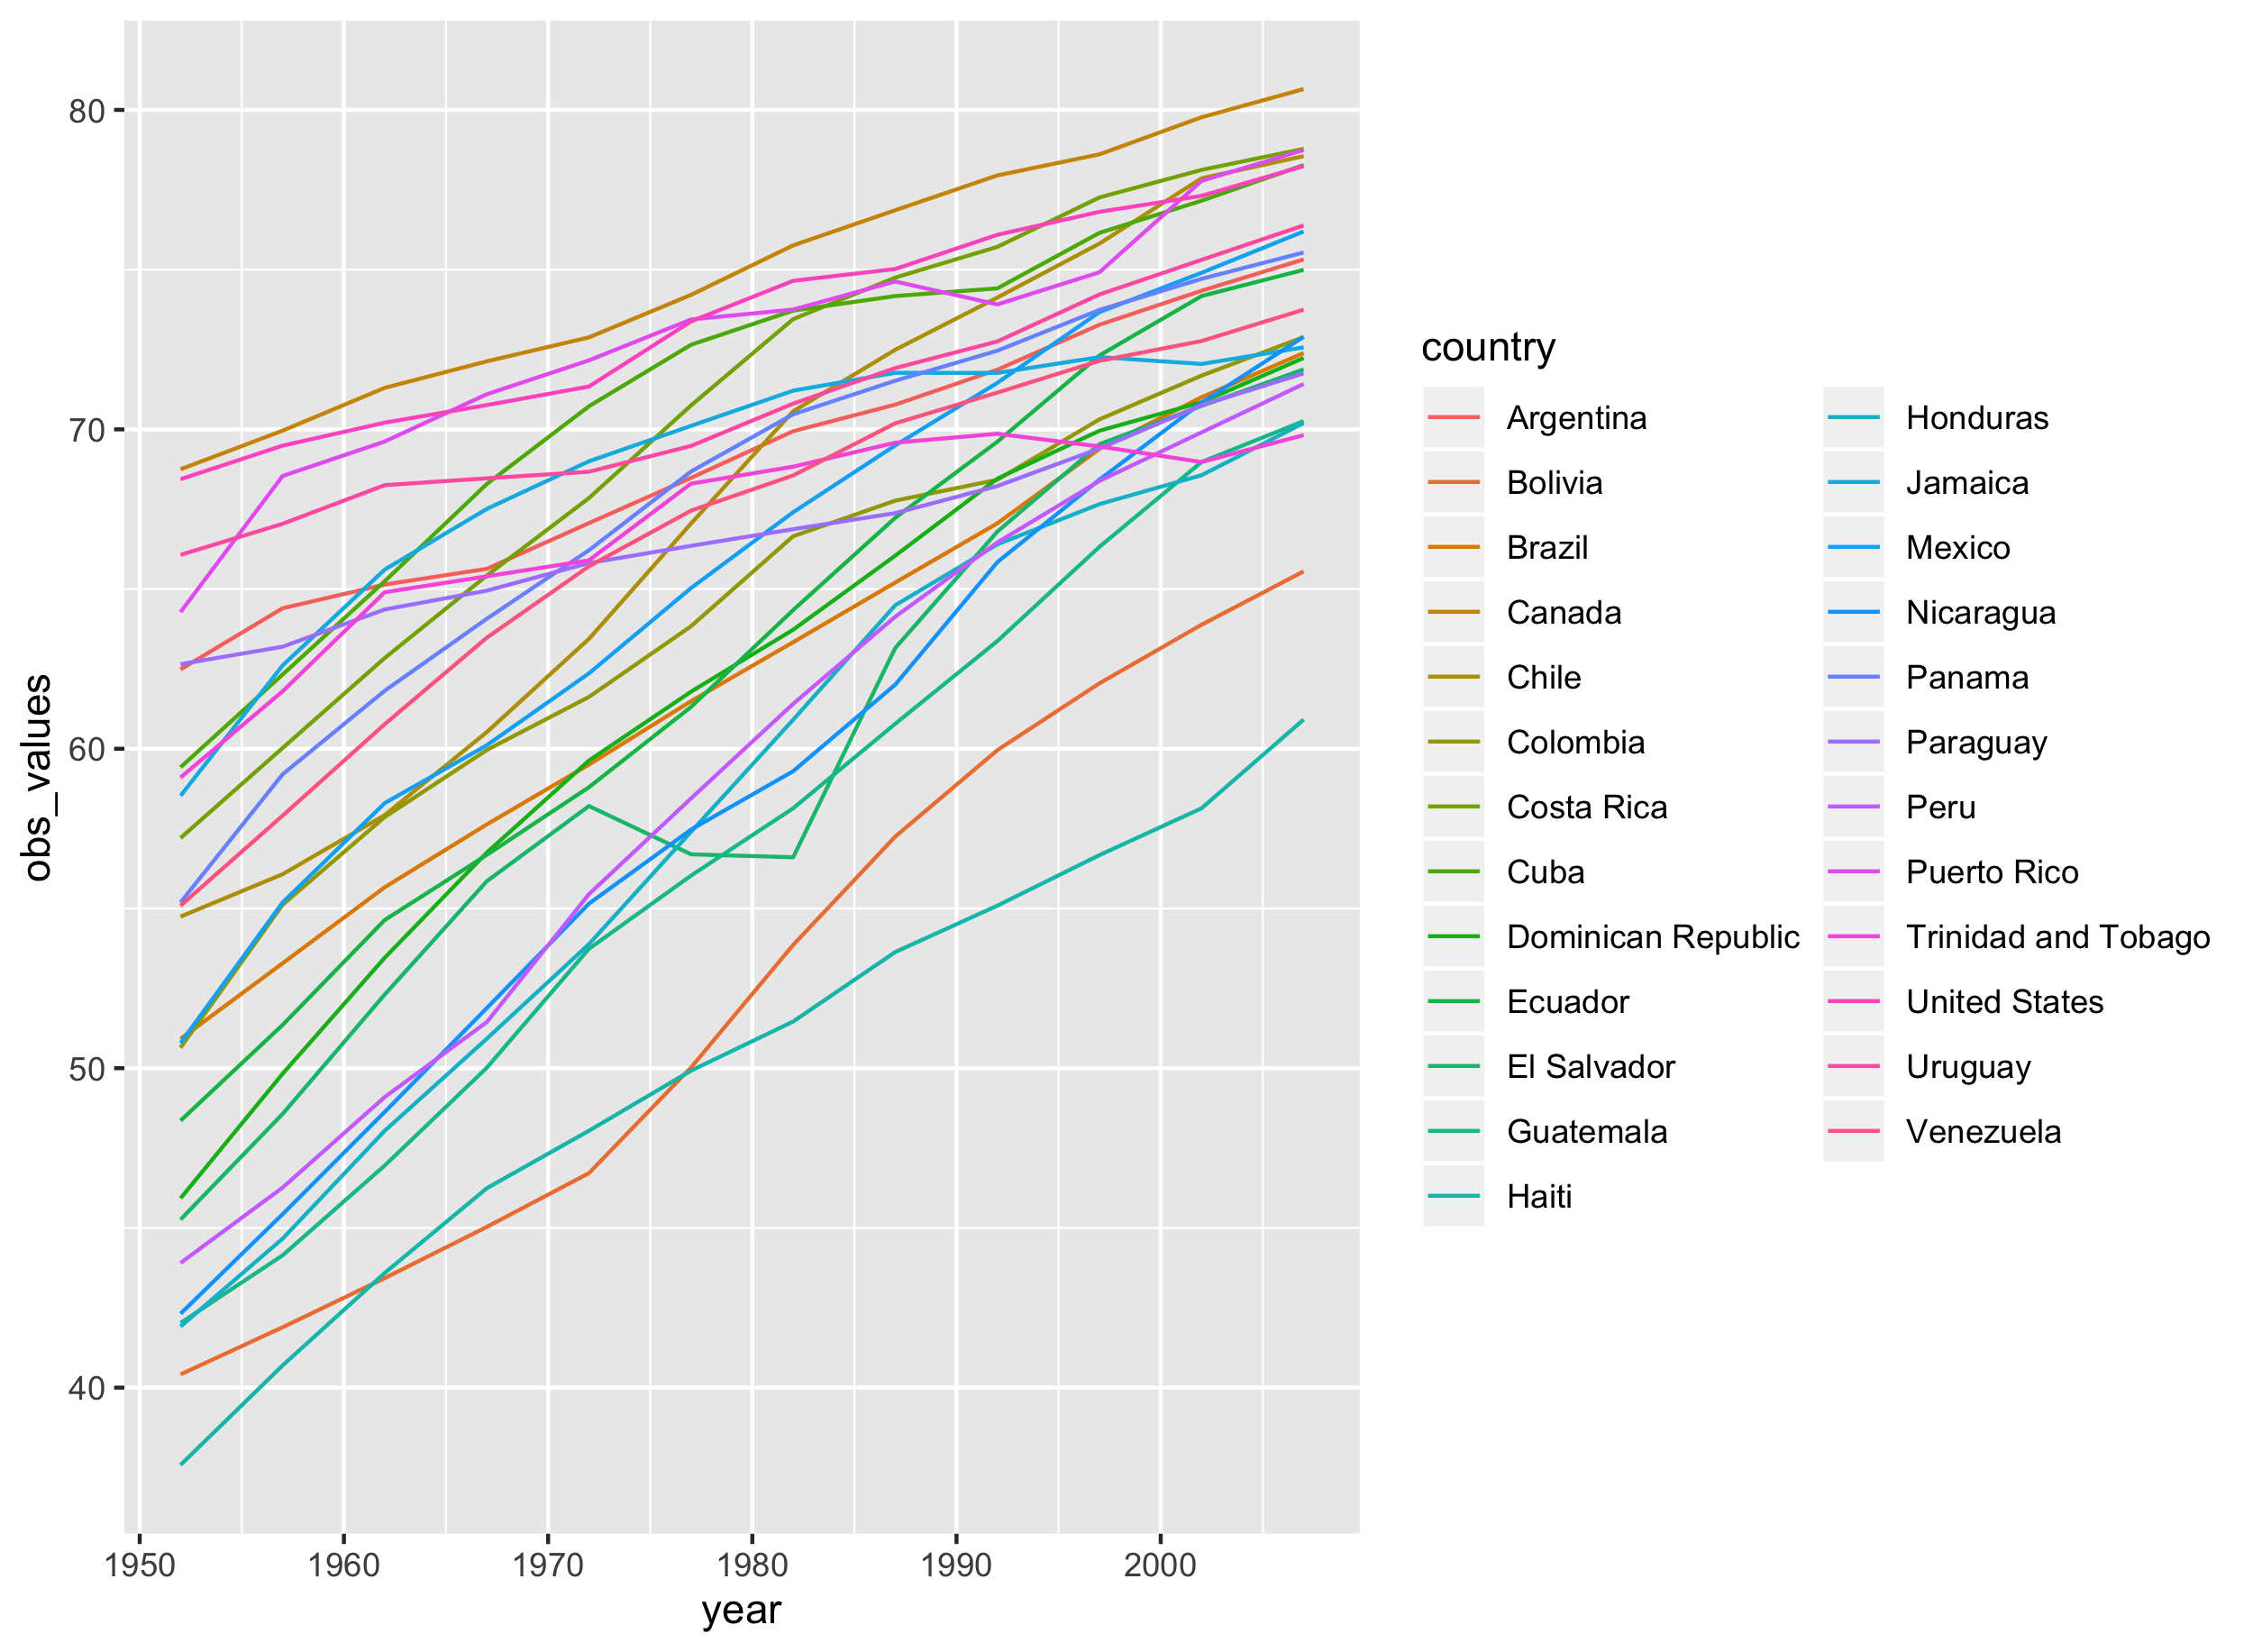 obs_values
80
70
60
50
40
1950 1960 1970 1980 1990 2000
year
country
Argentina
Bolivia
Brazil
Canada
Chile
Colombia
Costa Rica
Cuba
Dominican Republic
Ecuador
El Salvador
Guatemala
Haiti
Honduras
Jamaica
Mexico
Nicaragua
Panama
Paraguay
Peru
Puerto Rico
Trinidad and Tobago
United States
Uruguay
Venezuela